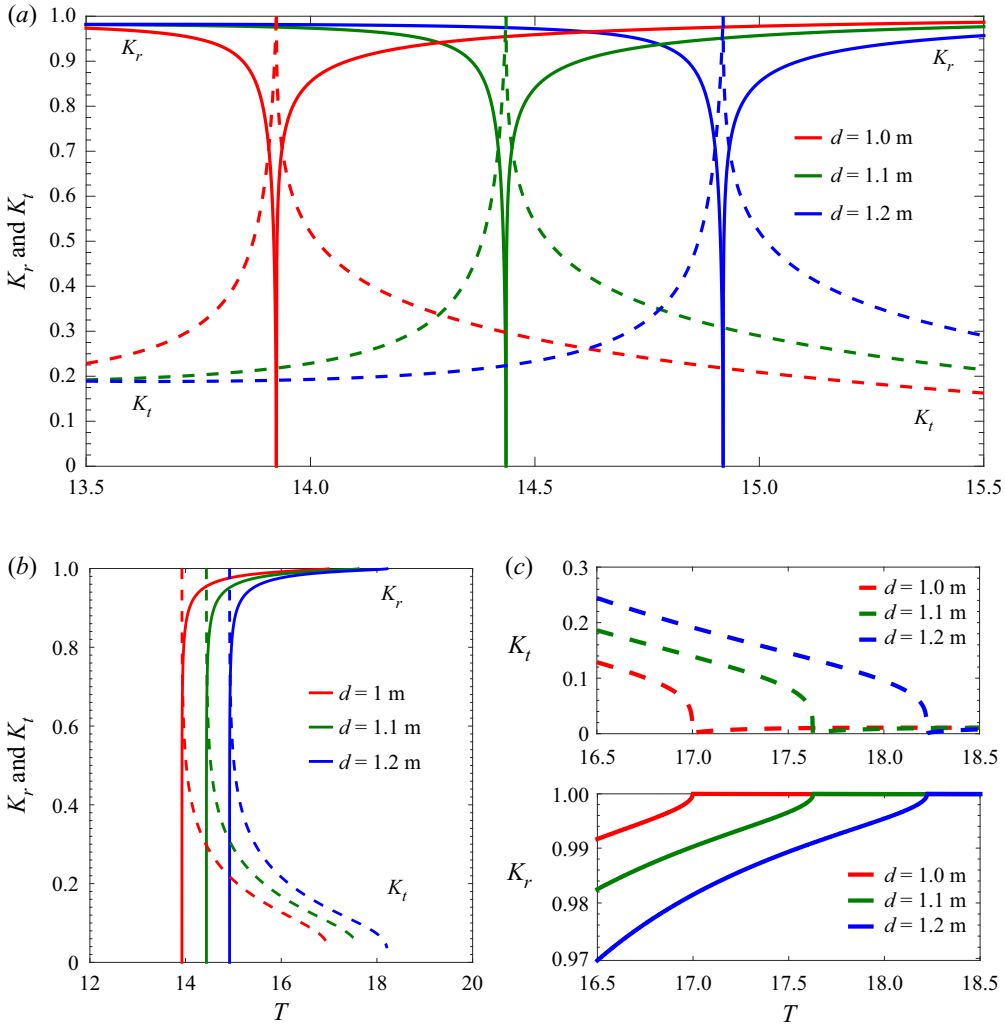 (a)
1.0
0.9
0.8
0.7
0.6
0.5
0.4
0.3
0.2
0.1
0
K_r and K_t
K_r
K_r
d = 1.0 m
d = 1.1 m
d = 1.2 m
K_t
K_t
13.5
14.0
14.5
15.0
15.5
(b)
1.0
0.8
0.6
0.4
0.2
0
K_r and K_t
K_r
d = 1 m
d = 1.1 m
d = 1.2 m
K_t
12
14
16
18
20
T
(c)
0.3
0.2
0.1
0
K_t
d = 1.0 m
d = 1.1 m
d = 1.2 m
16.5
17.0
17.5
18.0
18.5
1.00
0.99
0.98
0.97
K_r
d = 1.0 m
d = 1.1 m
d = 1.2 m
16.5
17.0
17.5
18.0
18.5
T